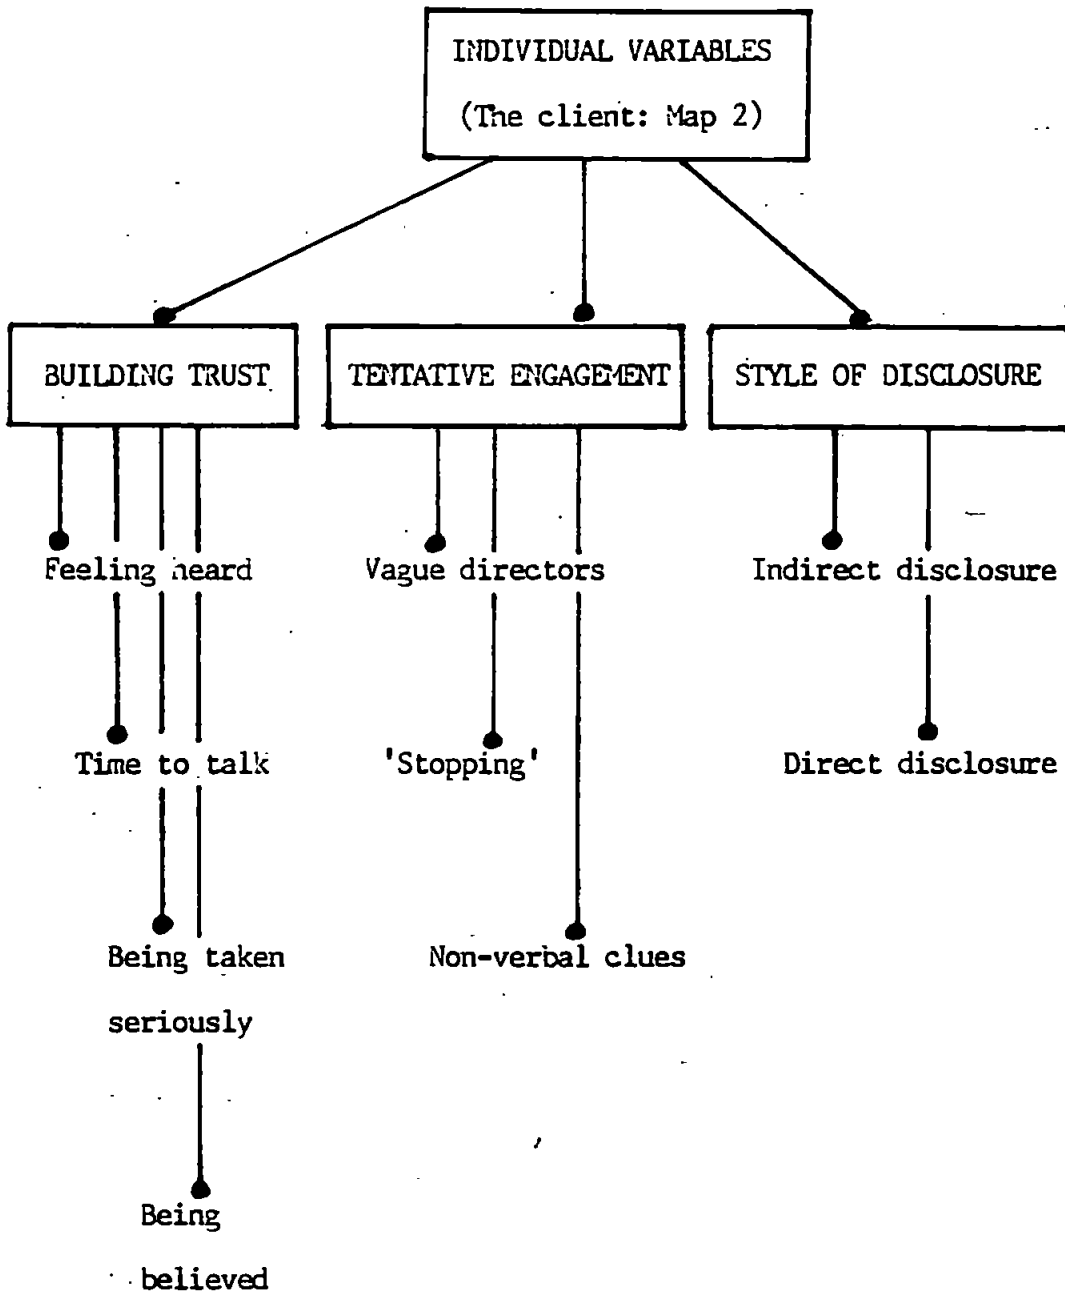 INDIVIDUAL VARIABLES
(The client: Map 2)
BUILDING TRUST
TENTATIVE ENGAGEMENT
STYLE OF DISCLOSURE
Feeling heard
Vague directors
Indirect disclosure
Time to talk
'Stopping'
Direct disclosure
Being taken
seriously
Non-verbal clues
Being
believed